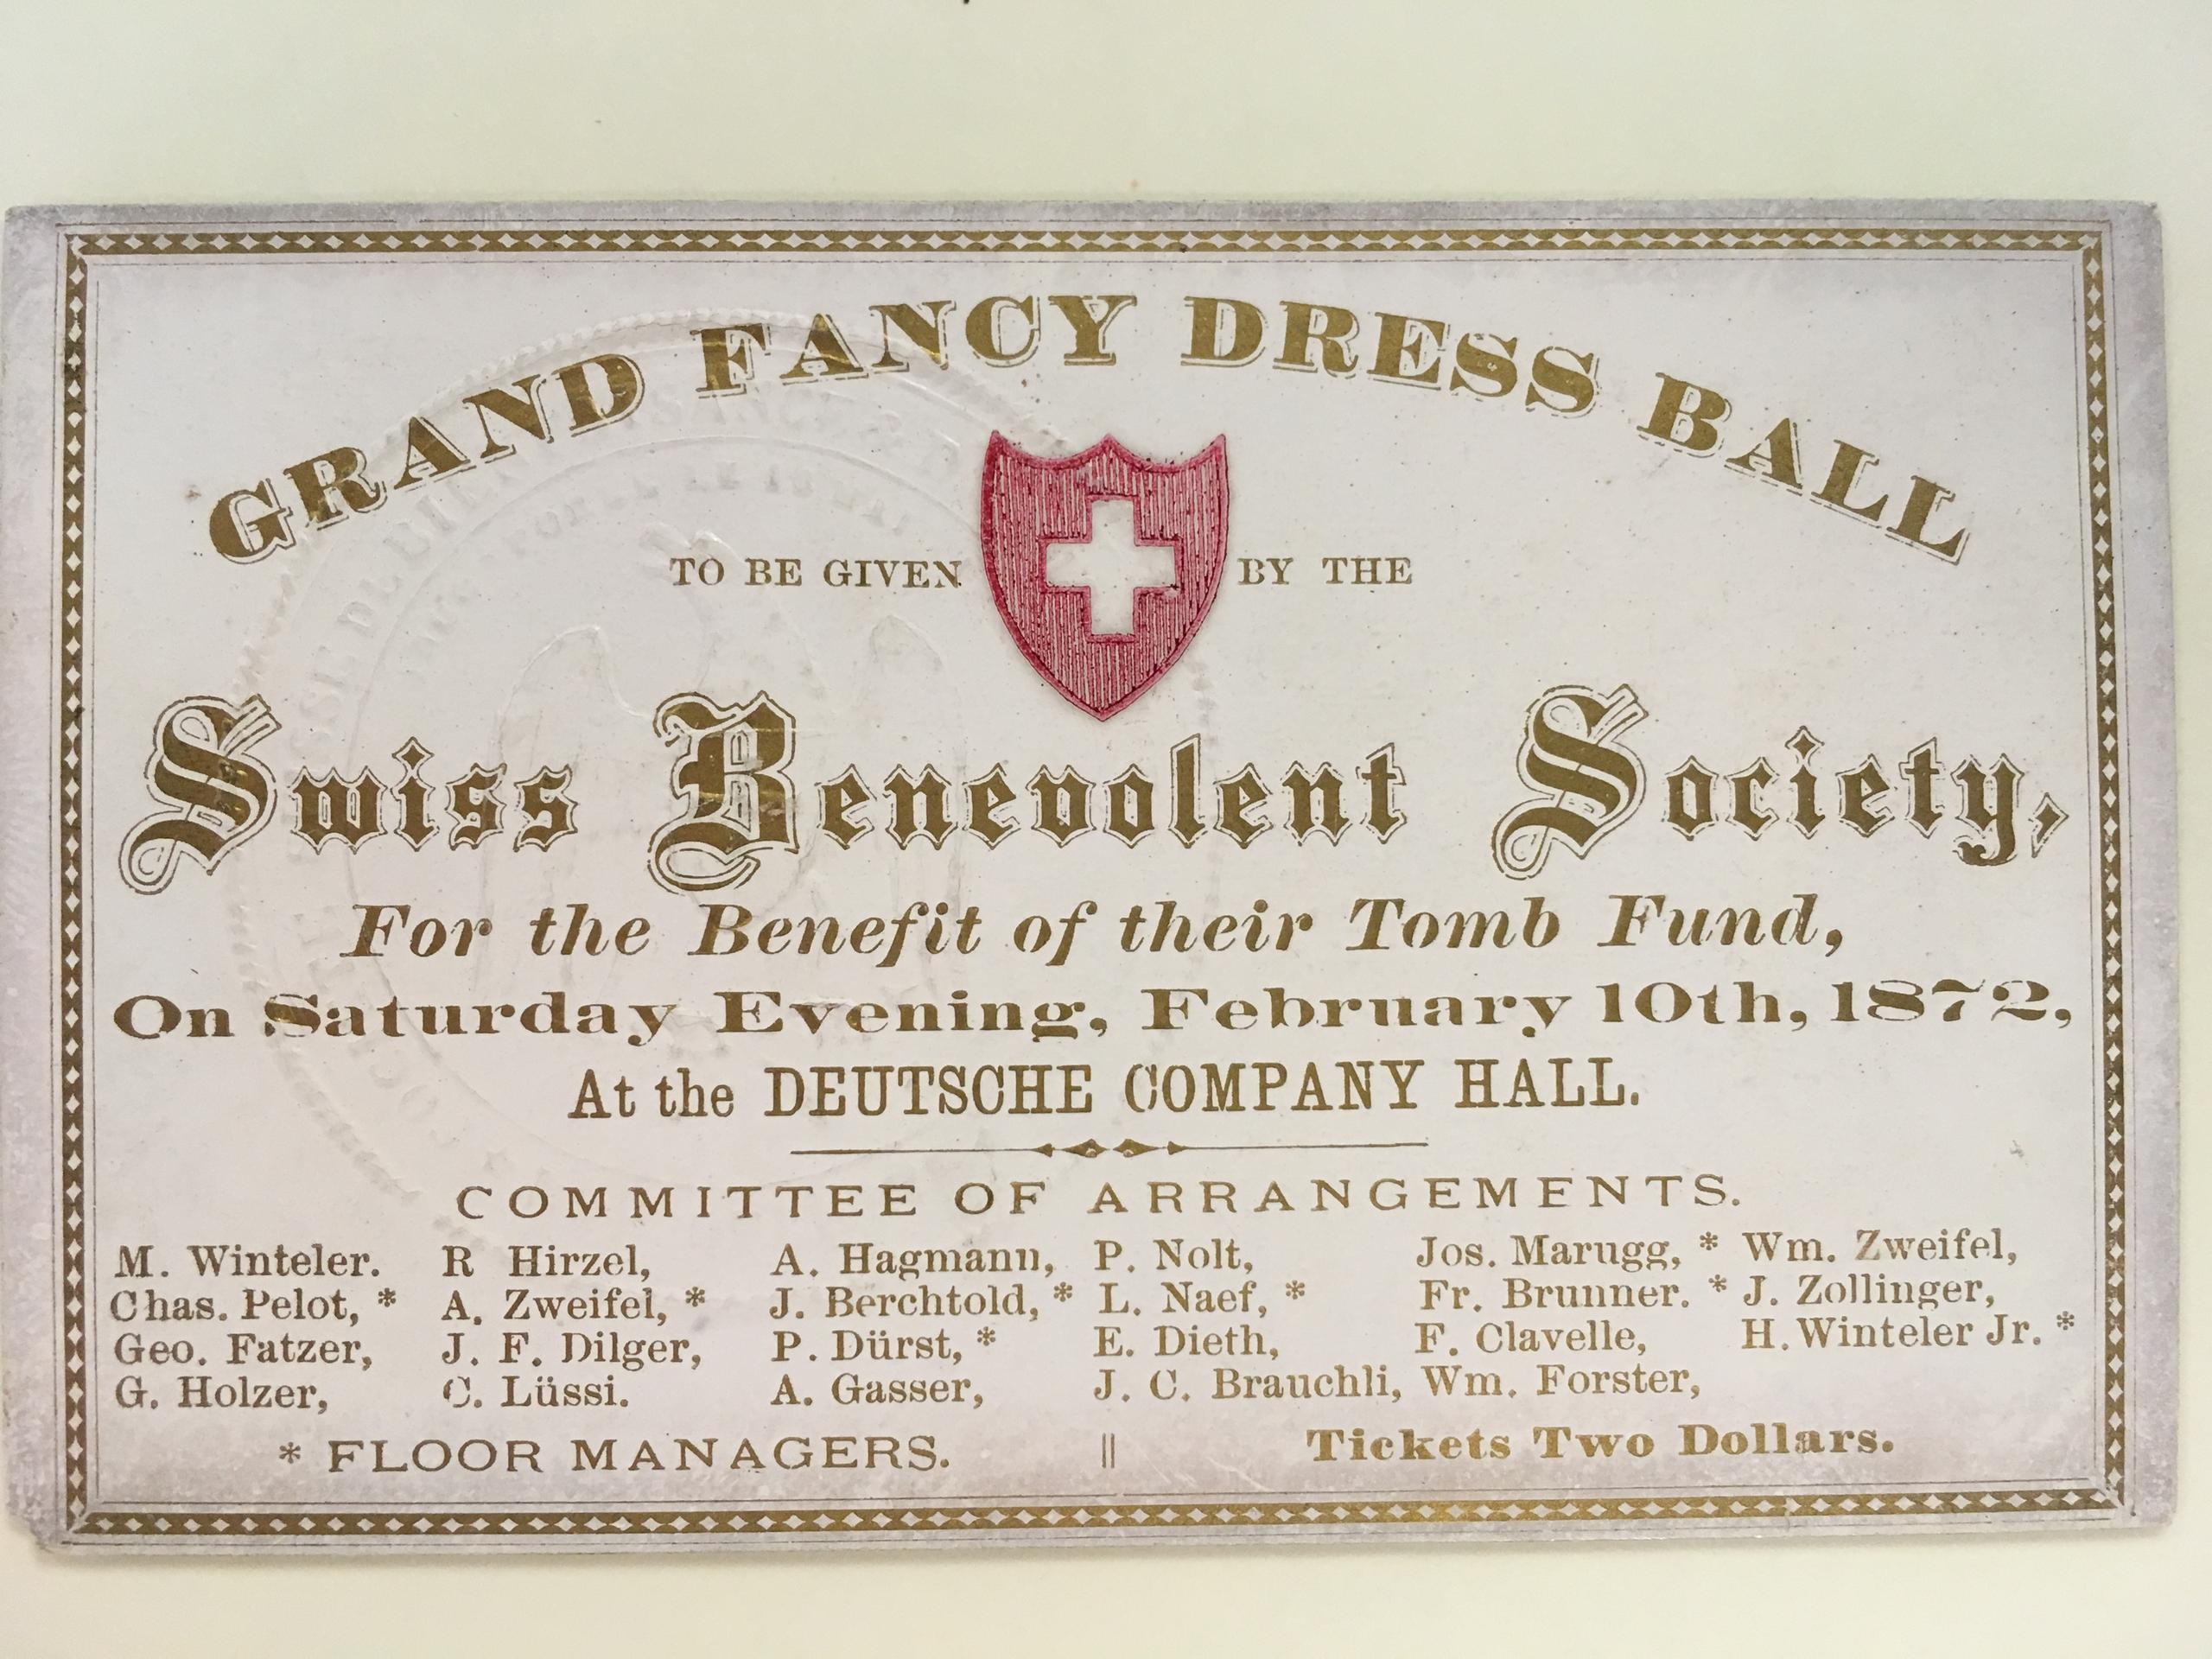 GRAND FANCY DRESS BALL
TO BE GIVEN BY THE
Swiss Benevolent Society,
For the Benefit of their Tomb Fund,
On Saturday Evening, February 10th, 1872,
At the DEUTSCHE COMPANY HALL.
COMMITTEE OF ARRANGEMENTS.
M. Winteler. R Hirzel, A. Hagmann, P. Nolt, Jos. Marugg, * Wm. Zweifel,
Chas. Pelot, * A. Zweifel, * J. Berchtold, * L. Naef, * Fr. Brunner. * J. Zollinger,
Geo. Fatzer, J. F. Dilger, P. Dürst, * E. Dieth, F. Clavelle, H. Winteler Jr. *
G. Holzer, C. Lüssi. A. Gasser, J. C. Brauchli, Wm. Forster,
* FLOOR MANAGERS. || Tickets Two Dollars.